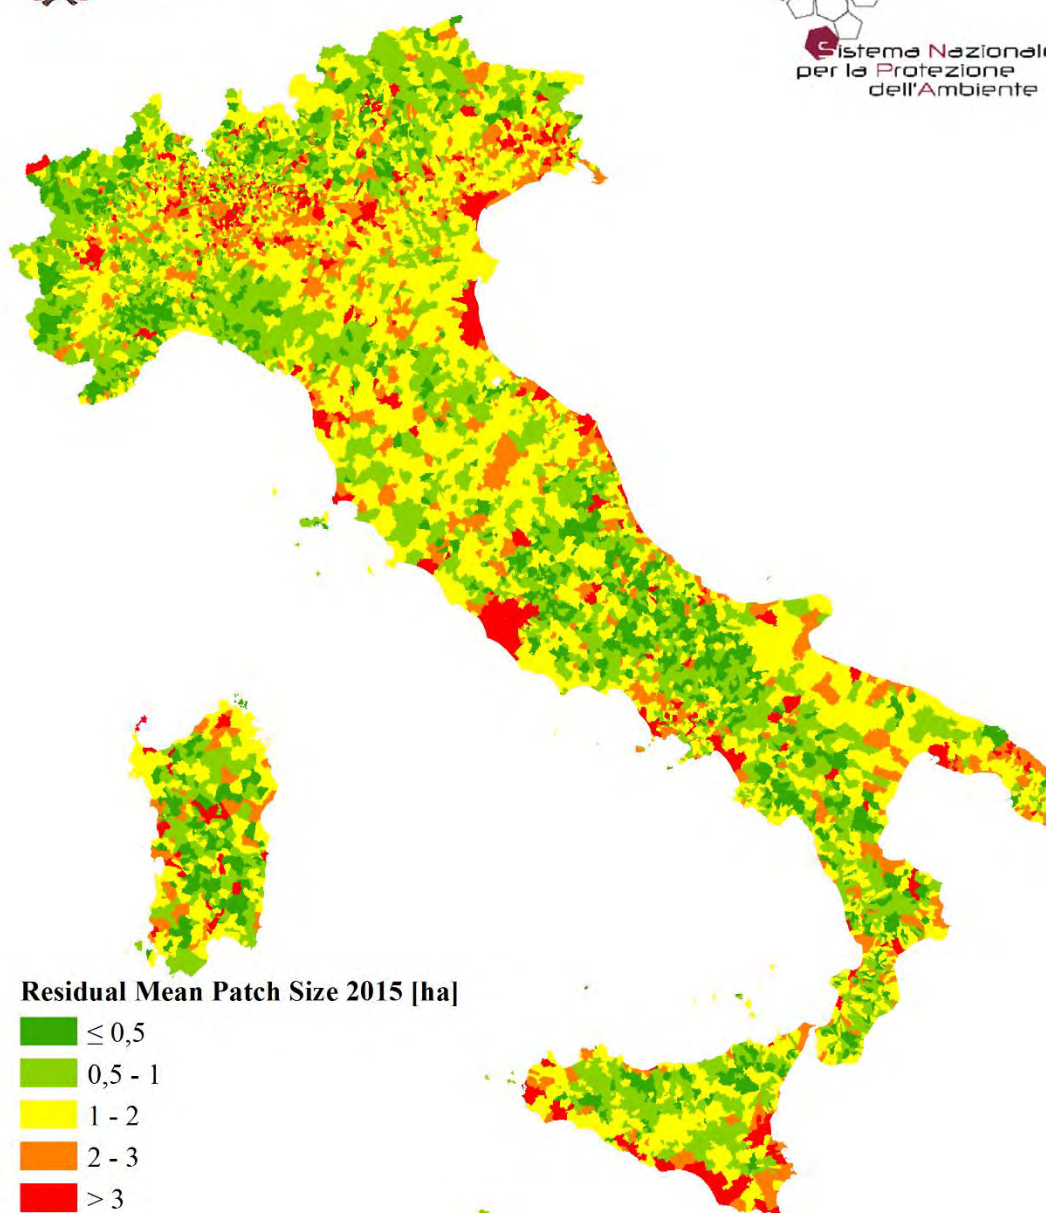 Sistema Nazionale
per la Protezione
dell'Ambiente
Residual Mean Patch Size 2015 [ha]
≤ 0,5
0,5 - 1
1 - 2
2 - 3
> 3